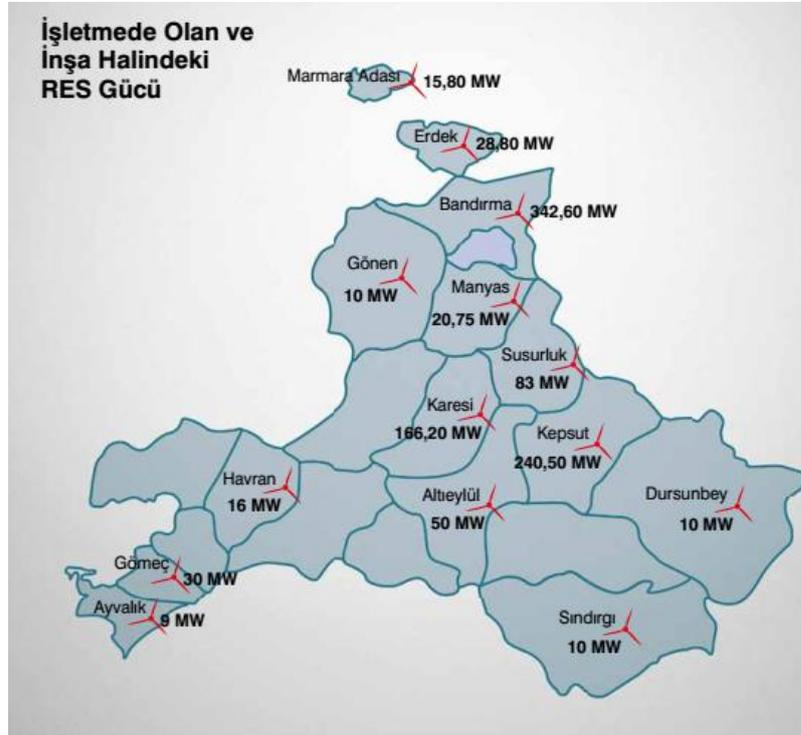 İşletmede Olan ve
İnşa Halindeki
RES Gücü
Marmara Adası
15,80 MW
Erdek
28,80 MW
Bandırma
342,60 MW
Gönen
10 MW
Manyas
20,75 MW
Susurluk
83 MW
Karesi
166,20 MW
Kepsut
240,50 MW
Havran
16 MW
Altıeylül
50 MW
Dursunbey
10 MW
Gömeç
30 MW
Ayvalık
9 MW
Sındırgı
10 MW